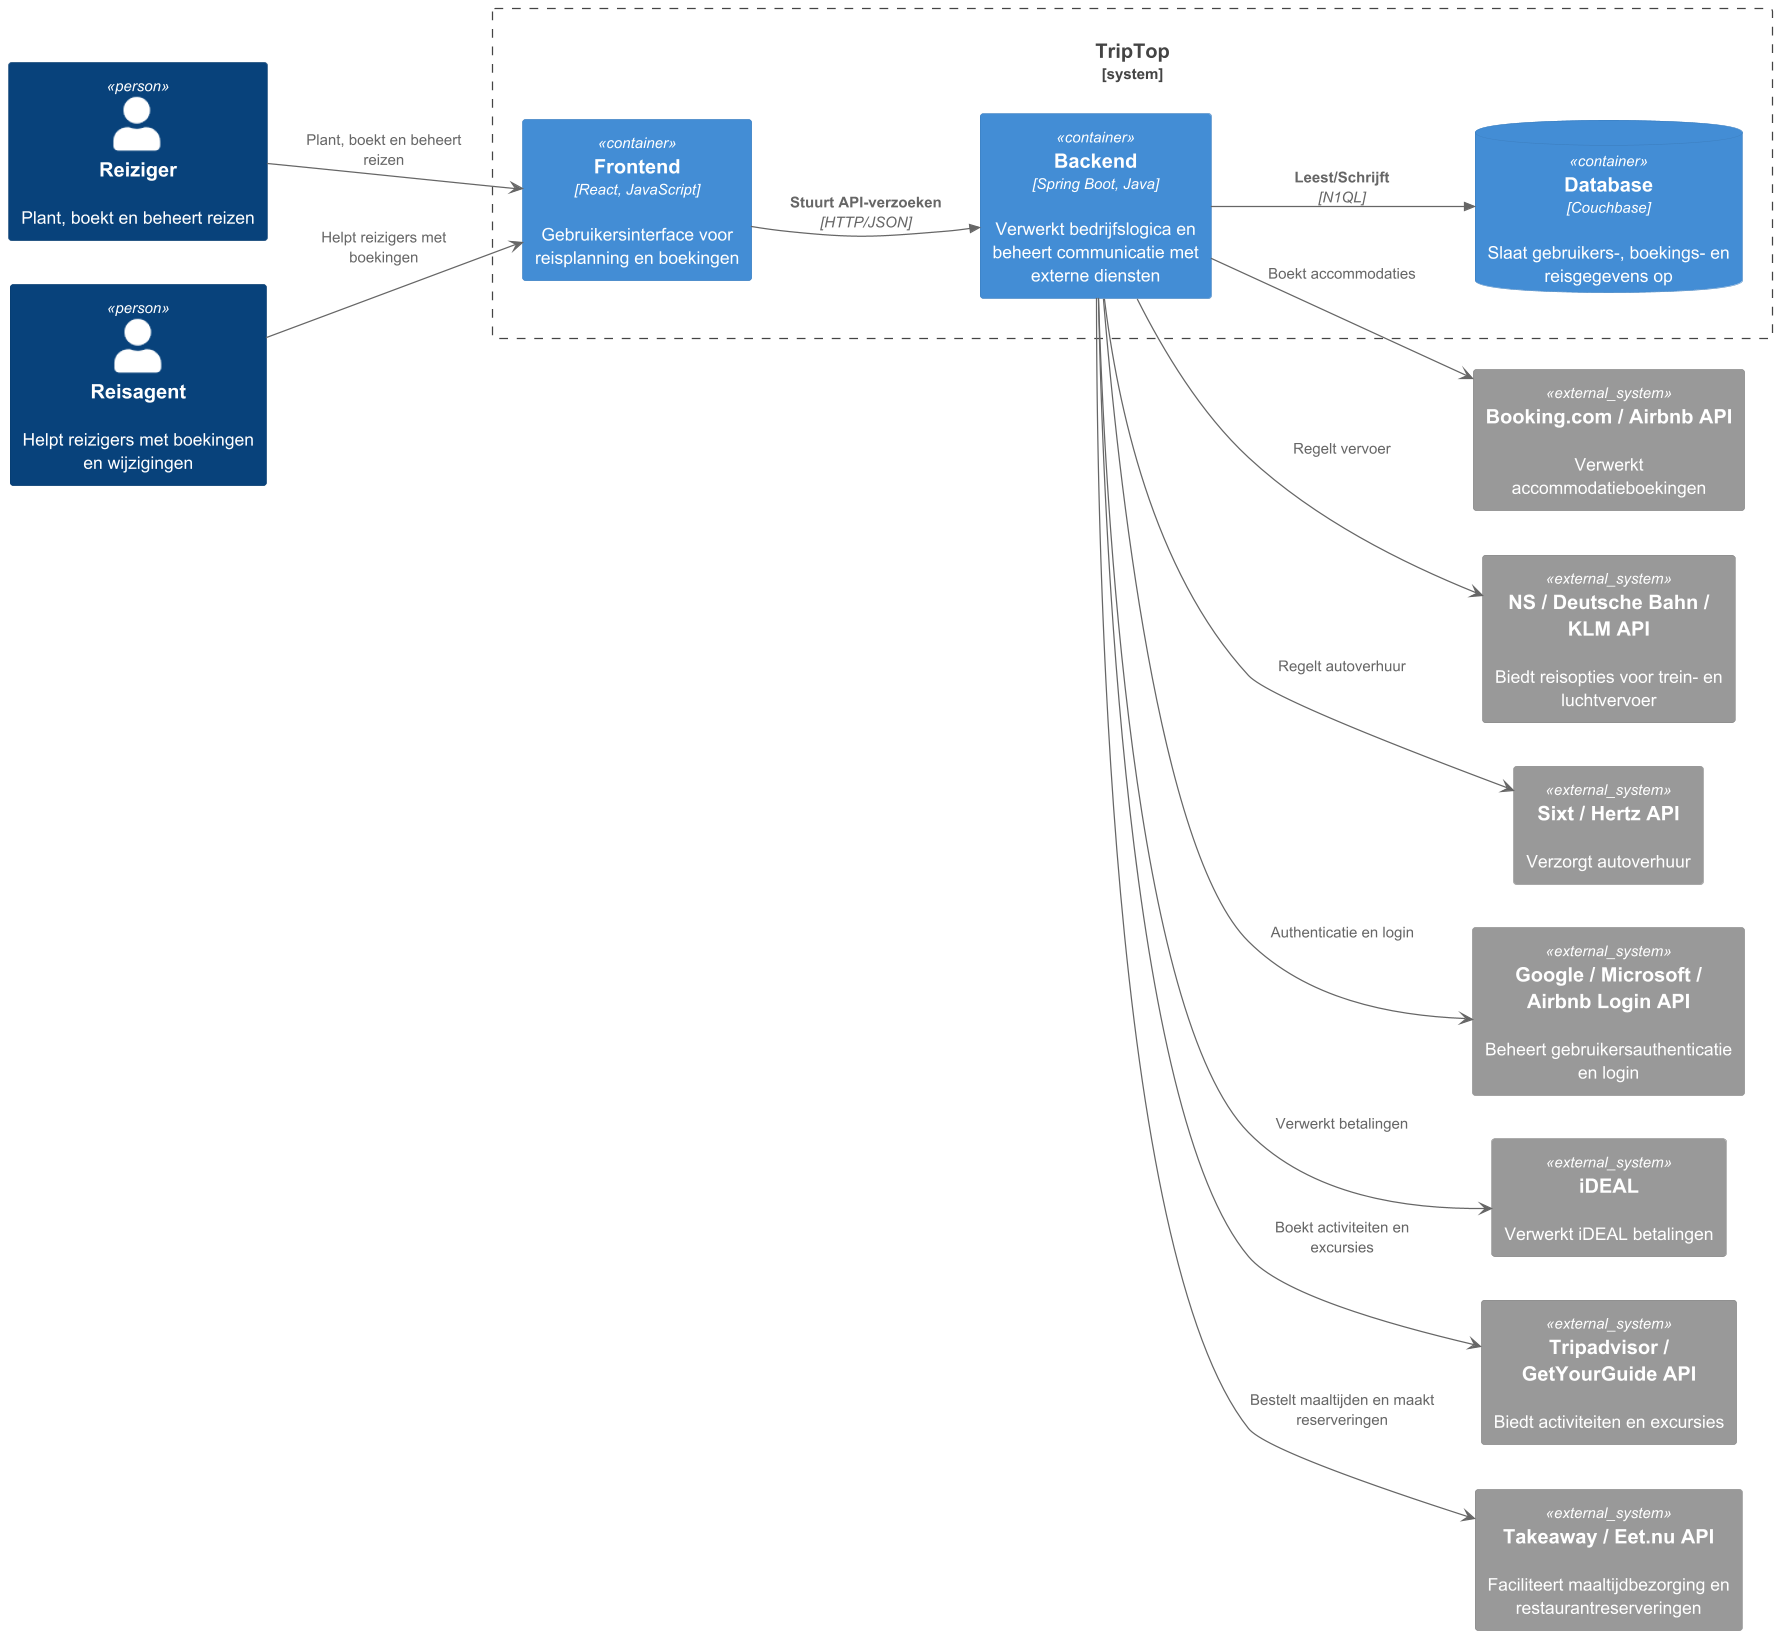 TripTop
[system]
«person»
Reiziger
Plant, boekt en beheert reizen
Plant, boekt en beheert
reizen
«person»
Reisagent
Helpt reizigers met boekingen
en wijzigingen
Helpt reizigers met
boekingen
«container»
Frontend
[React, JavaScript]
Gebruikersinterface voor
reisplanning en boekingen
Stuurt API-verzoeken
[HTTP/JSON]
«container»
Backend
[Spring Boot, Java]
Verwerkt bedrijfslogica en
beheert communicatie met
externe diensten
Leest/Schrijft
[N1QL]
«container»
Database
[Couchbase]
Slaat gebruikers-, boekings- en
reisgegevens op
Boekt accommodaties
«external_system»
Booking.com / Airbnb API
Verwerkt
accommodatieboekingen
Regelt vervoer
«external_system»
NS / Deutsche Bahn /
KLM API
Biedt reisopties voor trein- en
luchtvervoer
Regelt autoverhuur
«external_system»
Sixt / Hertz API
Verzorgt autoverhuur
Authenticatie en login
«external_system»
Google / Microsoft /
Airbnb Login API
Beheert gebruikersauthenticatie
en login
Verwerkt betalingen
«external_system»
iDEAL
Verwerkt iDEAL betalingen
Boekt activiteiten en
excursies
«external_system»
Tripadvisor /
GetYourGuide API
Biedt activiteiten en excursies
Bestelt maaltijden en maakt
reserveringen
«external_system»
Takeaway / Eet.nu API
Faciliteert maaltijdbezorging en
restaurantreserveringen